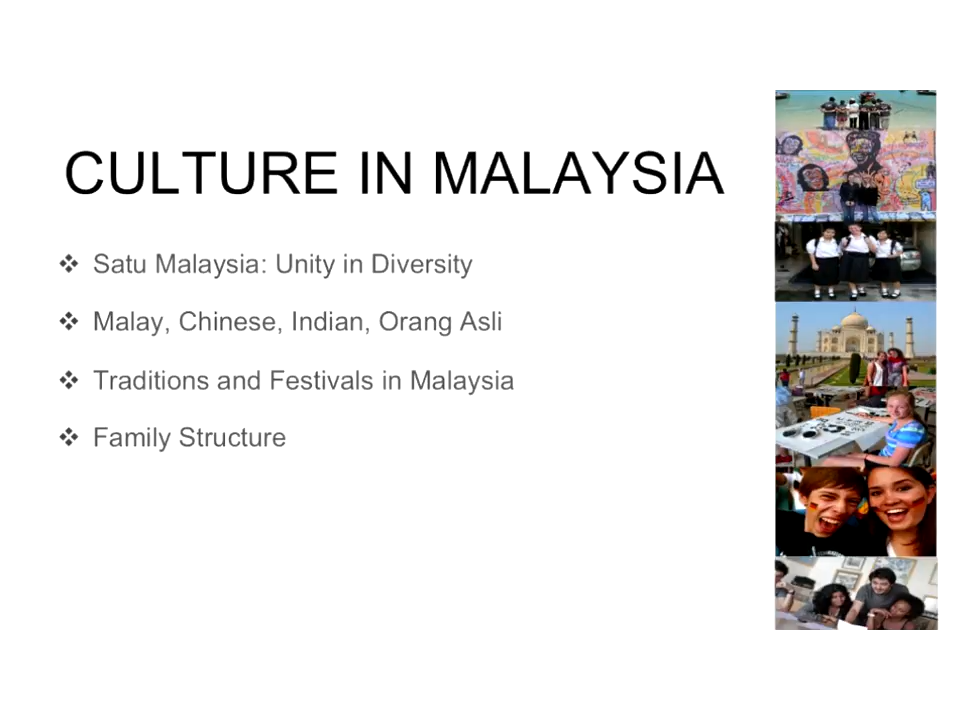 CULTURE IN MALAYSIA
❖ Satu Malaysia: Unity in Diversity
❖ Malay, Chinese, Indian, Orang Asli
❖ Traditions and Festivals in Malaysia
❖ Family Structure